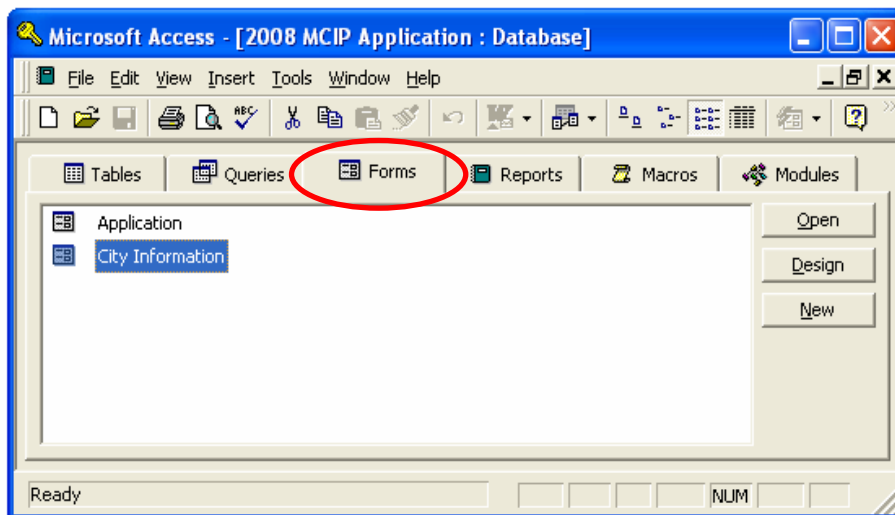 Microsoft Access - [2008 MCIP Application : Database]
File Edit View Insert Tools Window Help
ABC
Tables Queries Forms Reports Macros Modules
Application Open
City Information Design
New
Ready NUM